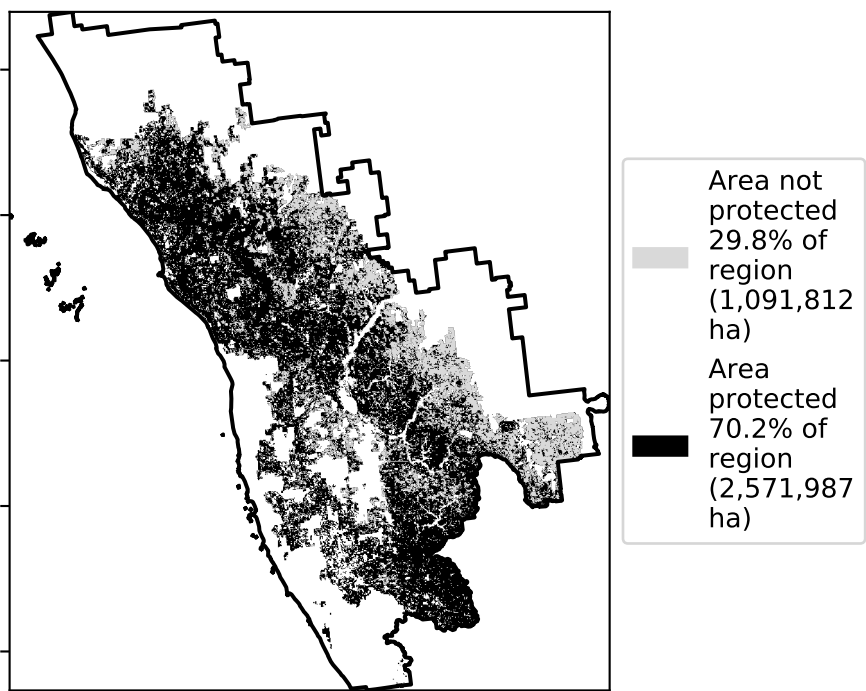 Area not
protected
29.8% of
region
(1,091,812
ha)
Area
protected
70.2% of
region
(2,571,987
ha)